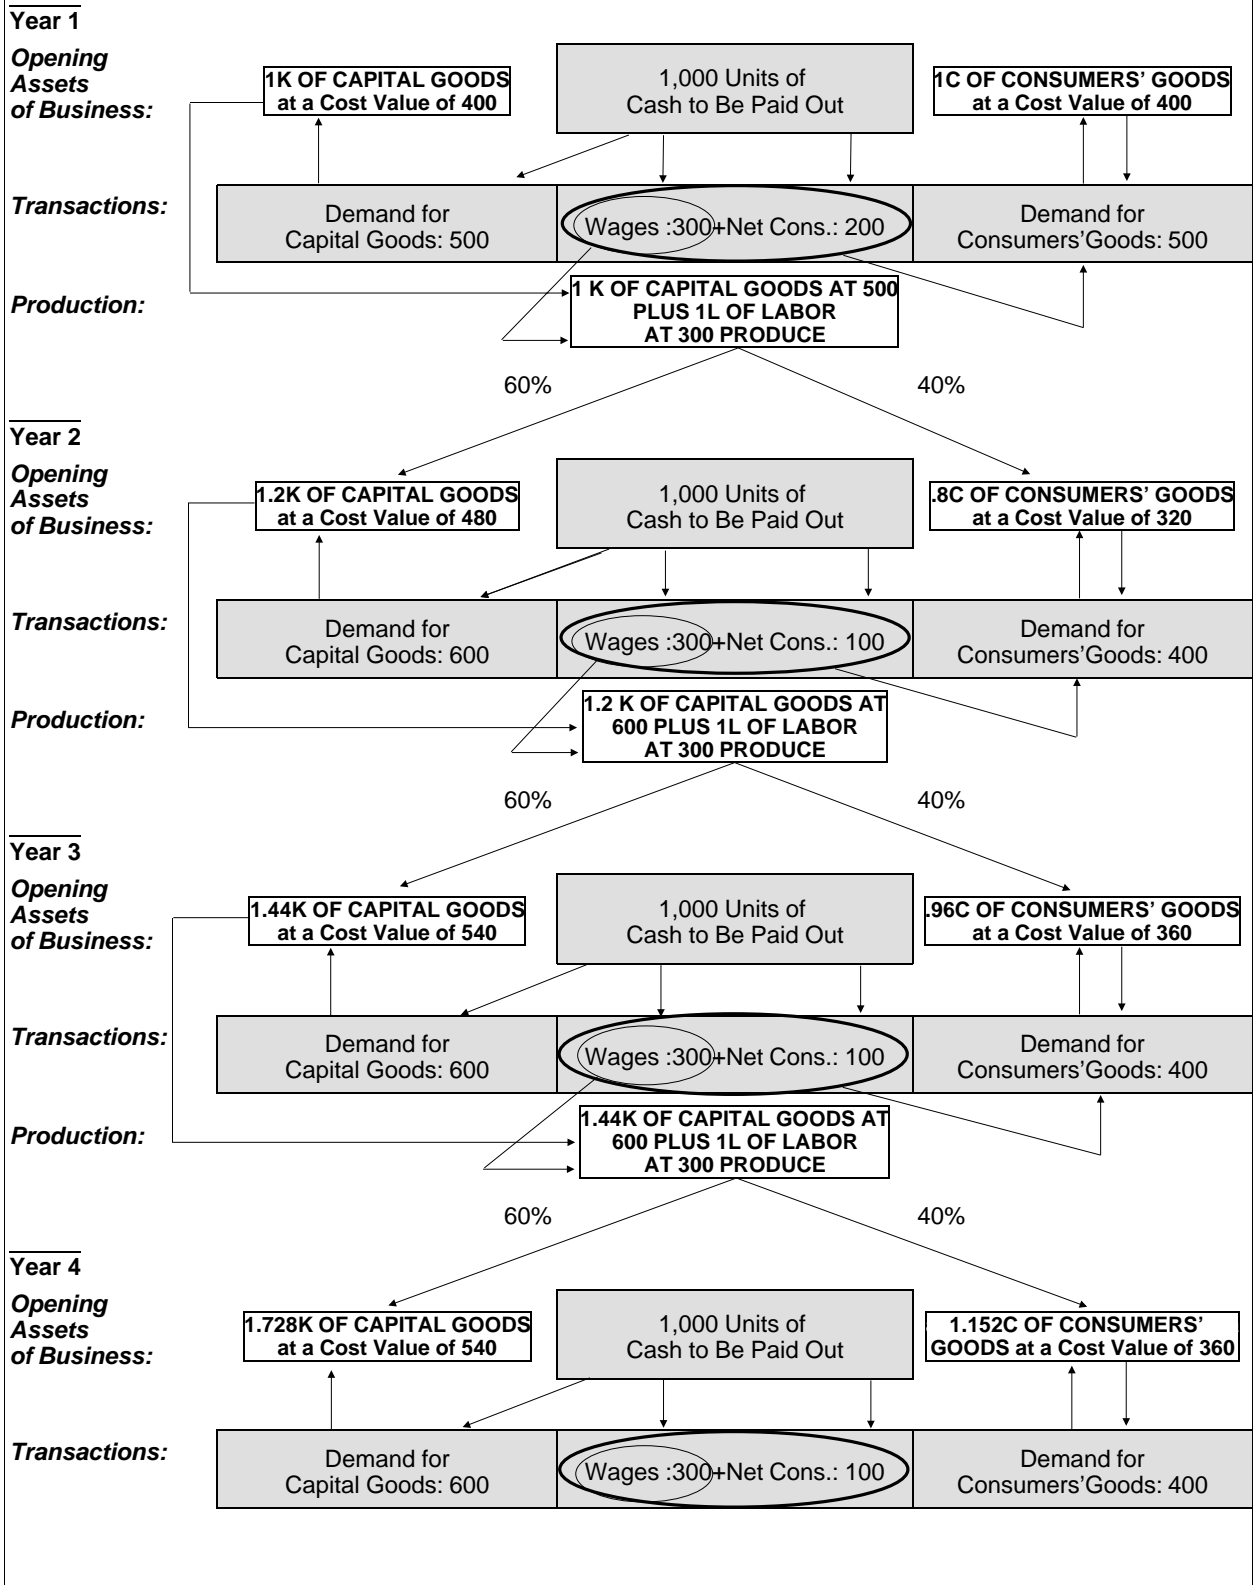 Year 1
Opening
Assets
of Business:
1K OF CAPITAL GOODS
at a Cost Value of 400
1,000 Units of
Cash to Be Paid Out
1C OF CONSUMERS' GOODS
at a Cost Value of 400
Transactions:
Demand for
Capital Goods: 500
Wages :300+Net Cons.: 200
Demand for
Consumers'Goods: 500
Production:
1 K OF CAPITAL GOODS AT 500
PLUS 1L OF LABOR
AT 300 PRODUCE
60%
40%
Year 2
Opening
Assets
of Business:
1.2K OF CAPITAL GOODS
at a Cost Value of 480
1,000 Units of
Cash to Be Paid Out
.8C OF CONSUMERS' GOODS
at a Cost Value of 320
Transactions:
Demand for
Capital Goods: 600
Wages :300+Net Cons.: 100
Demand for
Consumers'Goods: 400
Production:
1.2 K OF CAPITAL GOODS AT
600 PLUS 1L OF LABOR
AT 300 PRODUCE
60%
40%
Year 3
Opening
Assets
of Business:
1.44K OF CAPITAL GOODS
at a Cost Value of 540
1,000 Units of
Cash to Be Paid Out
.96C OF CONSUMERS' GOODS
at a Cost Value of 360
Transactions:
Demand for
Capital Goods: 600
Wages :300+Net Cons.: 100
Demand for
Consumers'Goods: 400
Production:
1.44K OF CAPITAL GOODS AT
600 PLUS 1L OF LABOR
AT 300 PRODUCE
60%
40%
Year 4
Opening
Assets
of Business:
1.728K OF CAPITAL GOODS
at a Cost Value of 540
1,000 Units of
Cash to Be Paid Out
1.152C OF CONSUMERS'
GOODS at a Cost Value of 360
Transactions:
Demand for
Capital Goods: 600
Wages :300+Net Cons.: 100
Demand for
Consumers'Goods: 400